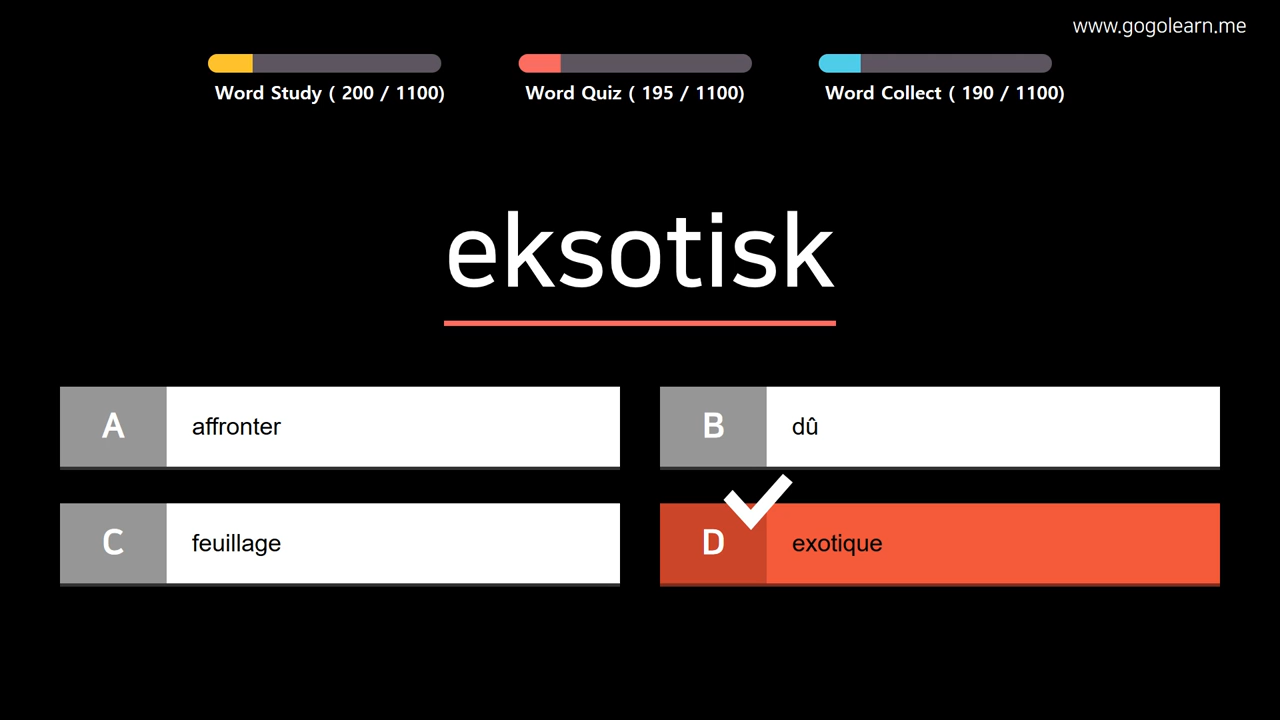 www.gogolearn.me
Word Study ( 200 / 1100)
Word Quiz ( 195 / 1100)
Word Collect ( 190 / 1100)
eksotisk
A affronter
B dû
C feuillage
D exotique